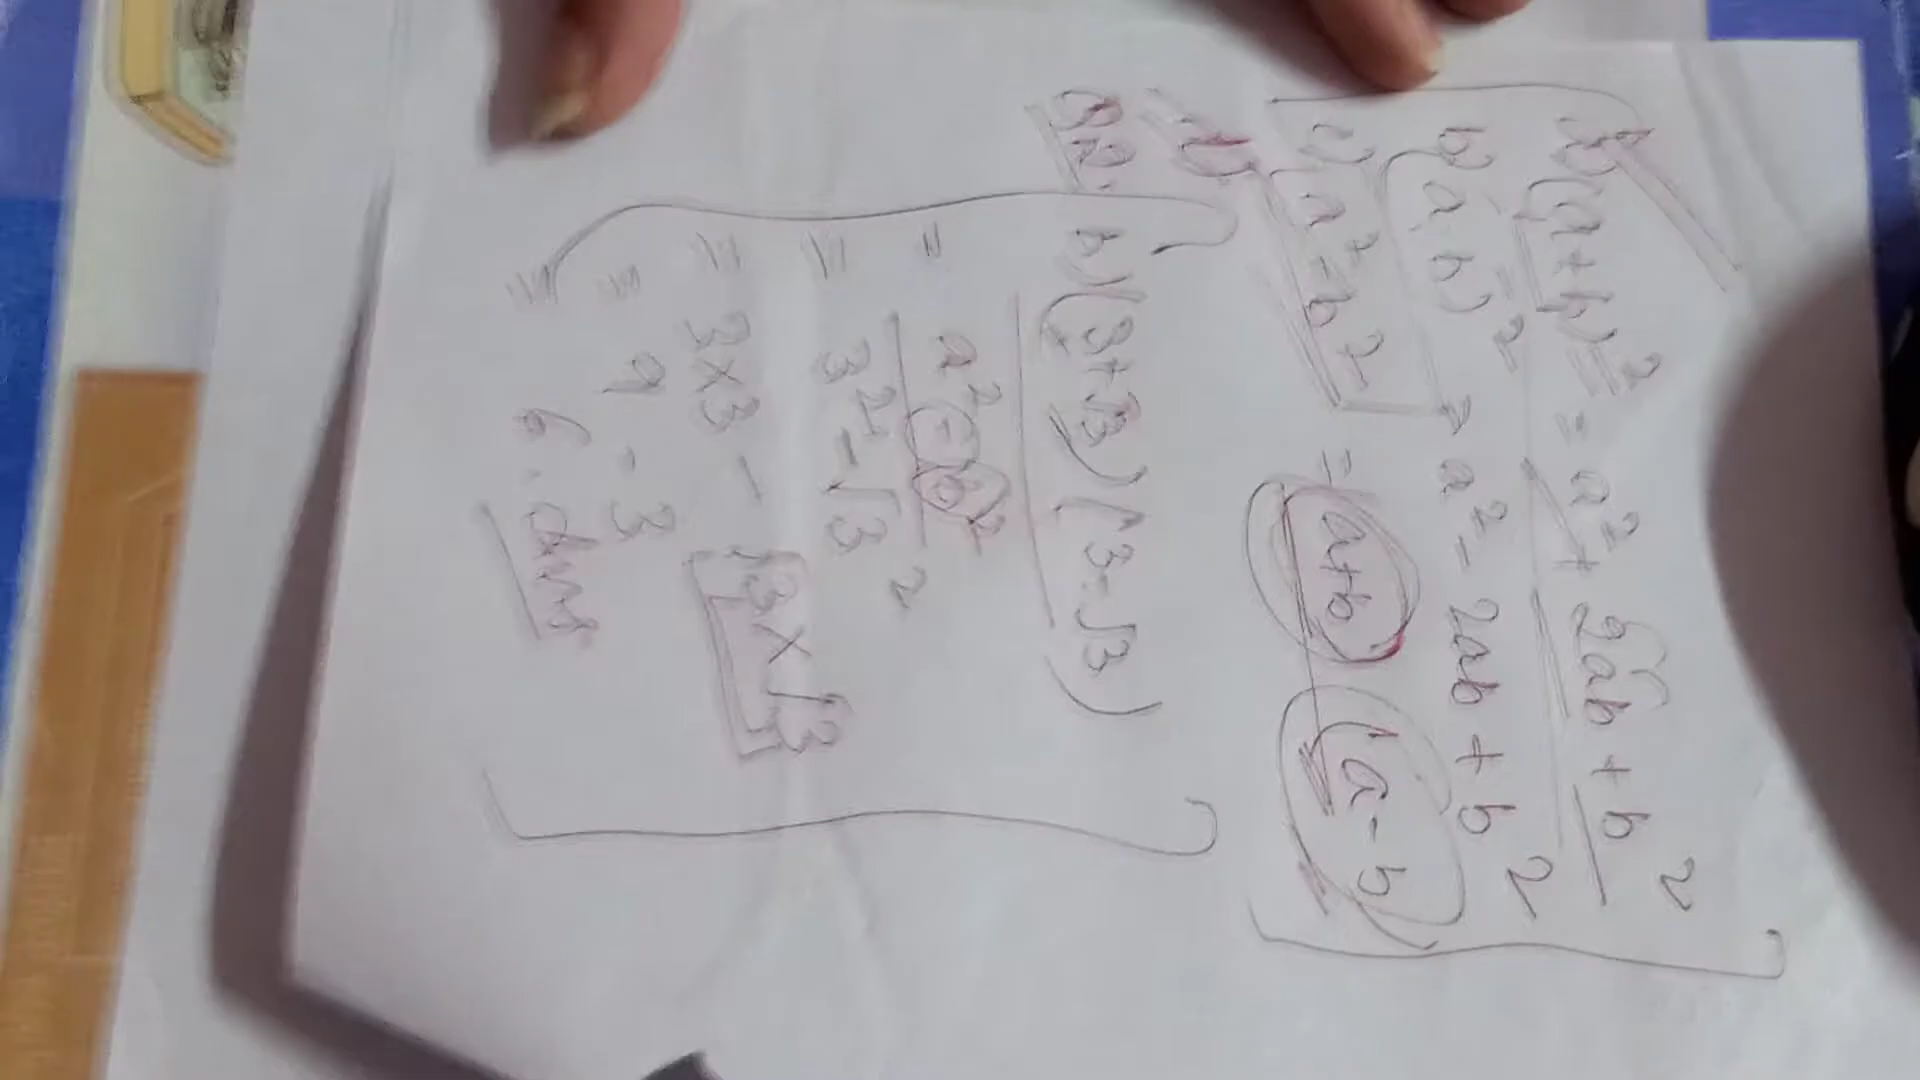 a) (a+b)² = a² + 2ab + b²
b) (a-b)² → a² - 2ab + b²
c) a² - b² = (a+b) (a-b)
Q2.
b) (3+√3) (3-√3)
= a² - b²
= 3² - √3²
= 3×3 - √3×√3
= 9 - 3
= 6. Ans